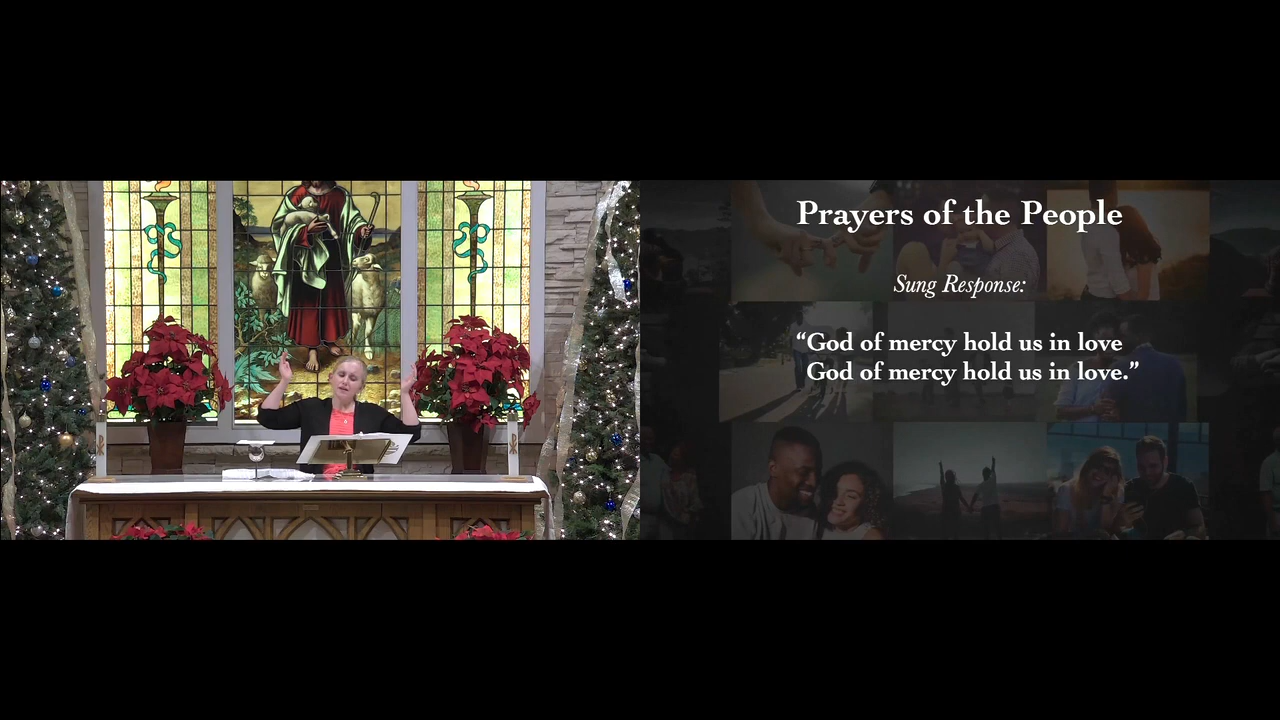 Prayers of the People
Sung Response:
“God of mercy hold us in love
God of mercy hold us in love.”